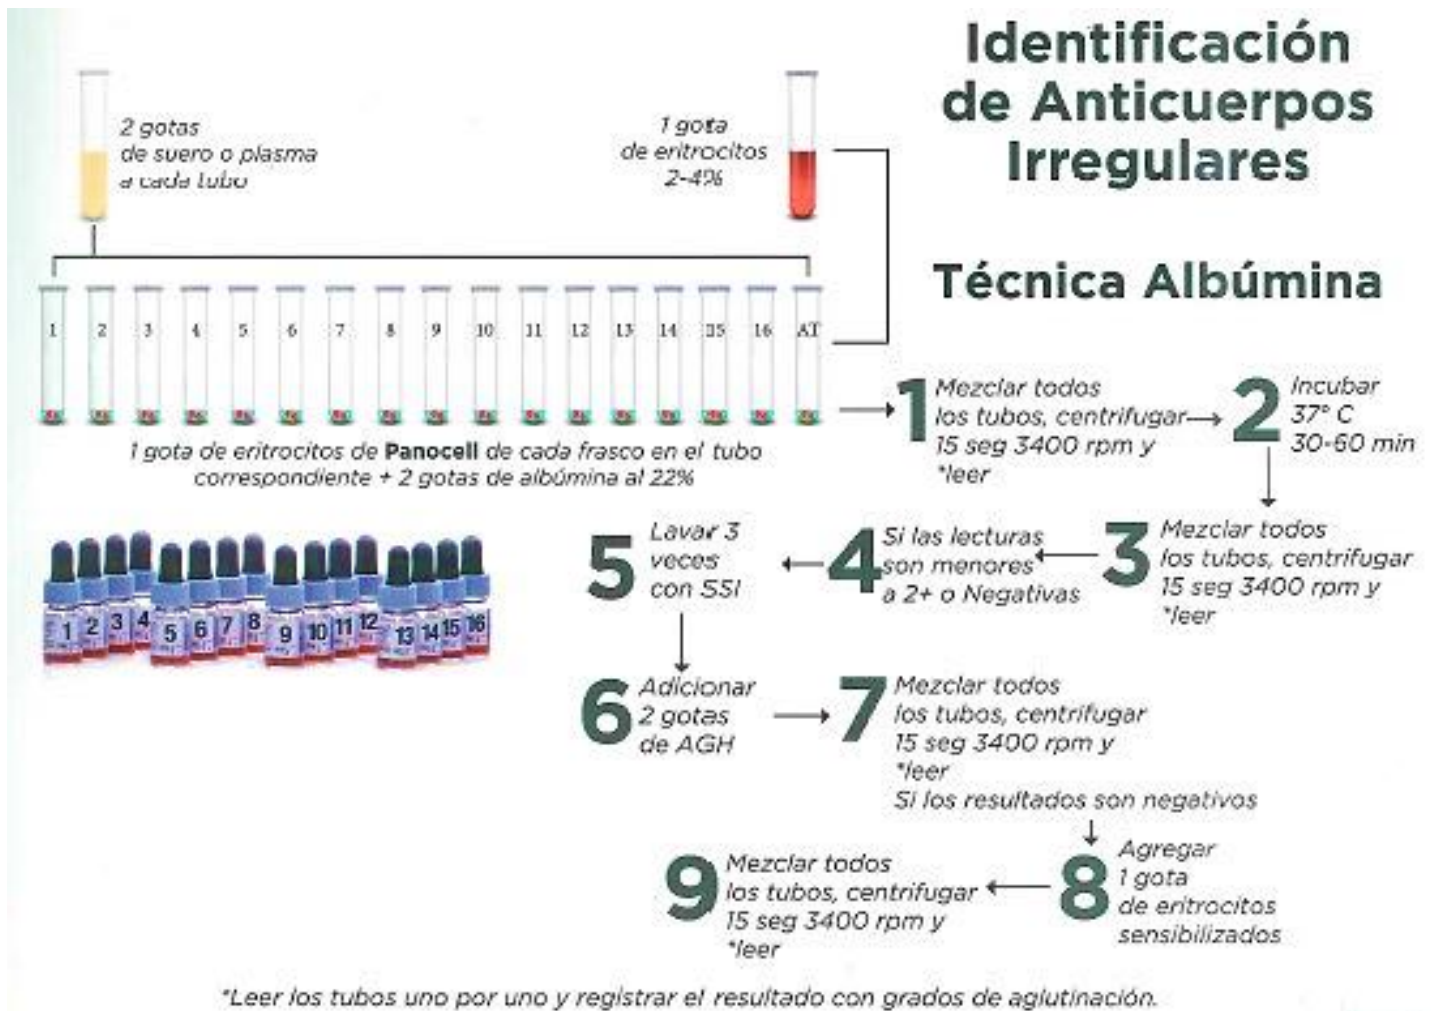 Identificación
de Anticuerpos
Irregulares
Técnica Albúmina
2 gotas
de suero o plasma
a cada tubo
1 gota
de eritrocitos
2-4%
1 2 3 4 5 6 7 8 9 10 11 12 13 14 15 16 AT
1 gota de eritrocitos de Panocell de cada frasco en el tubo
correspondiente + 2 gotas de albúmina al 22%
1 Mezclar todos
los tubos, centrifugar
15 seg 3400 rpm y
*leer
2 Incubar
37° C
30-60 min
3 Mezclar todos
los tubos, centrifugar
15 seg 3400 rpm y
*leer
4 Si las lecturas
son menores
a 2+ o Negativas
5 Lavar 3
veces
con SSI
6 Adicionar
2 gotas
de AGH
7 Mezclar todos
los tubos, centrifugar
15 seg 3400 rpm y
*leer
Si los resultados son negativos
8 Agregar
1 gota
de eritrocitos
sensibilizados
9 Mezclar todos
los tubos, centrifugar
15 seg 3400 rpm y
*leer
1 2 3 4 5 6 7 8 9 10 11 12 13 14 15 16
*Leer los tubos uno por uno y registrar el resultado con grados de aglutinación.